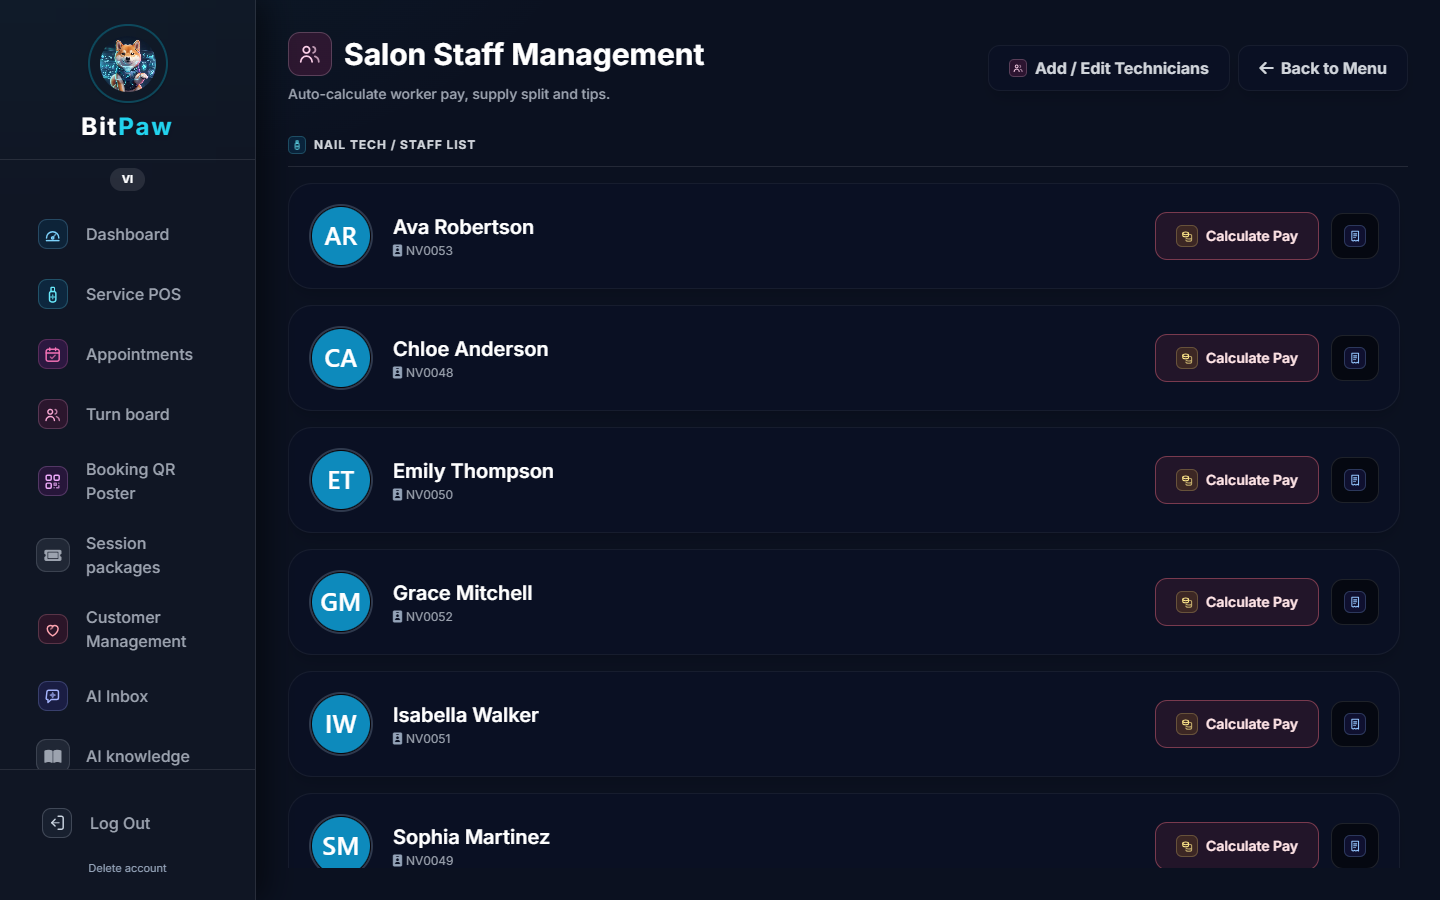 BitPaw
VI
Dashboard
Service POS
Appointments
Turn board
Booking QR
Poster
Session
packages
Customer
Management
AI Inbox
AI knowledge
Log Out
Delete account
Salon Staff Management
Auto-calculate worker pay, supply split and tips.
Add / Edit Technicians
Back to Menu
NAIL TECH / STAFF LIST
AR
Ava Robertson
NV0053
Calculate Pay
CA
Chloe Anderson
NV0048
Calculate Pay
ET
Emily Thompson
NV0050
Calculate Pay
GM
Grace Mitchell
NV0052
Calculate Pay
IW
Isabella Walker
NV0051
Calculate Pay
SM
Sophia Martinez
NV0049
Calculate Pay